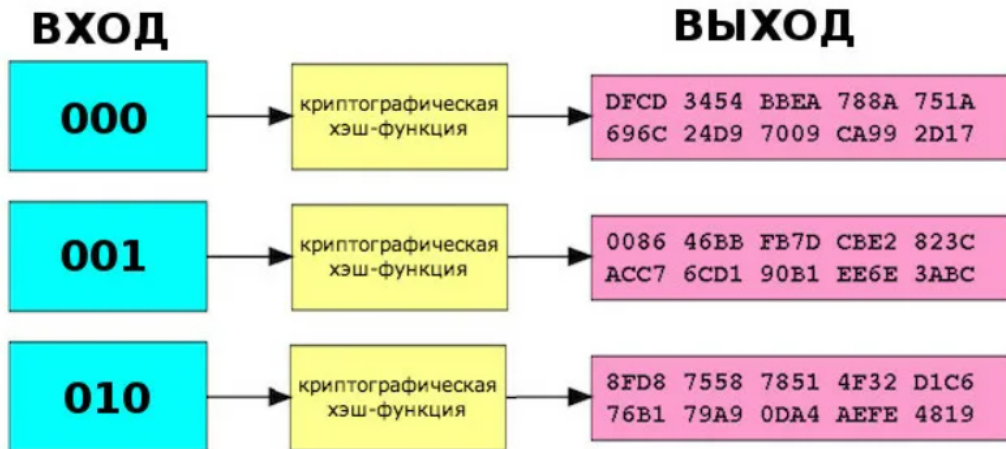 ВХОД
ВЫХОД
000
криптографическая
хэш-функция
DFCD 3454 BBEA 788A 751A
696C 24D9 7009 CA99 2D17
001
криптографическая
хэш-функция
0086 46BB FB7D CBE2 823C
ACC7 6CD1 90B1 EE6E 3ABC
010
криптографическая
хэш-функция
8FD8 7558 7851 4F32 D1C6
76B1 79A9 0DA4 AEFE 4819